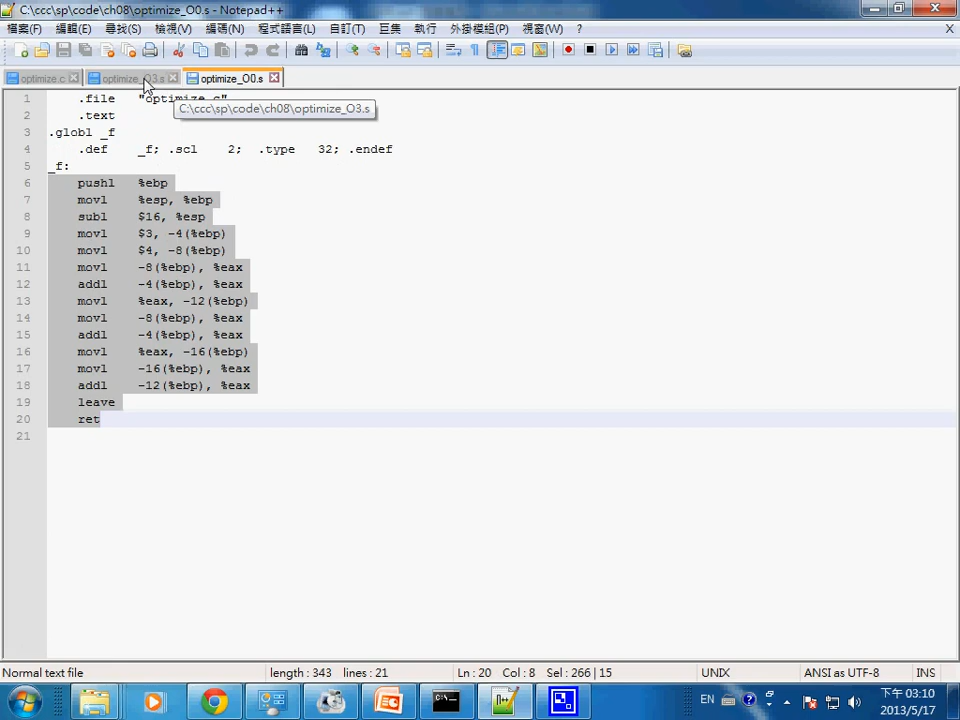 C:\ccc\sp\code\ch08\optimize_O0.s - Notepad++
檔案(F) 編輯(E) 尋找(S) 檢視(V) 編碼(N) 程式語言(L) 自訂(T) 巨集 執行 外掛模組(P) 視窗(W) ? X
optimize.c optimize_O3.s optimize_O0.s
C:\ccc\sp\code\ch08\optimize_O3.s
1 .file "optimize.c"
2 .text
3 .globl _f
4 .def _f; .scl 2; .type 32; .endef
5 _f:
6 pushl %ebp
7 movl %esp, %ebp
8 subl $16, %esp
9 movl $3, -4(%ebp)
10 movl $4, -8(%ebp)
11 movl -8(%ebp), %eax
12 addl -4(%ebp), %eax
13 movl %eax, -12(%ebp)
14 movl -8(%ebp), %eax
15 addl -4(%ebp), %eax
16 movl %eax, -16(%ebp)
17 movl -16(%ebp), %eax
18 addl -12(%ebp), %eax
19 leave
20 ret
21
Normal text file length : 343 lines : 21 Ln : 20 Col : 8 Sel : 266 | 15 UNIX ANSI as UTF-8 INS
EN 下午 03:10
2013/5/17